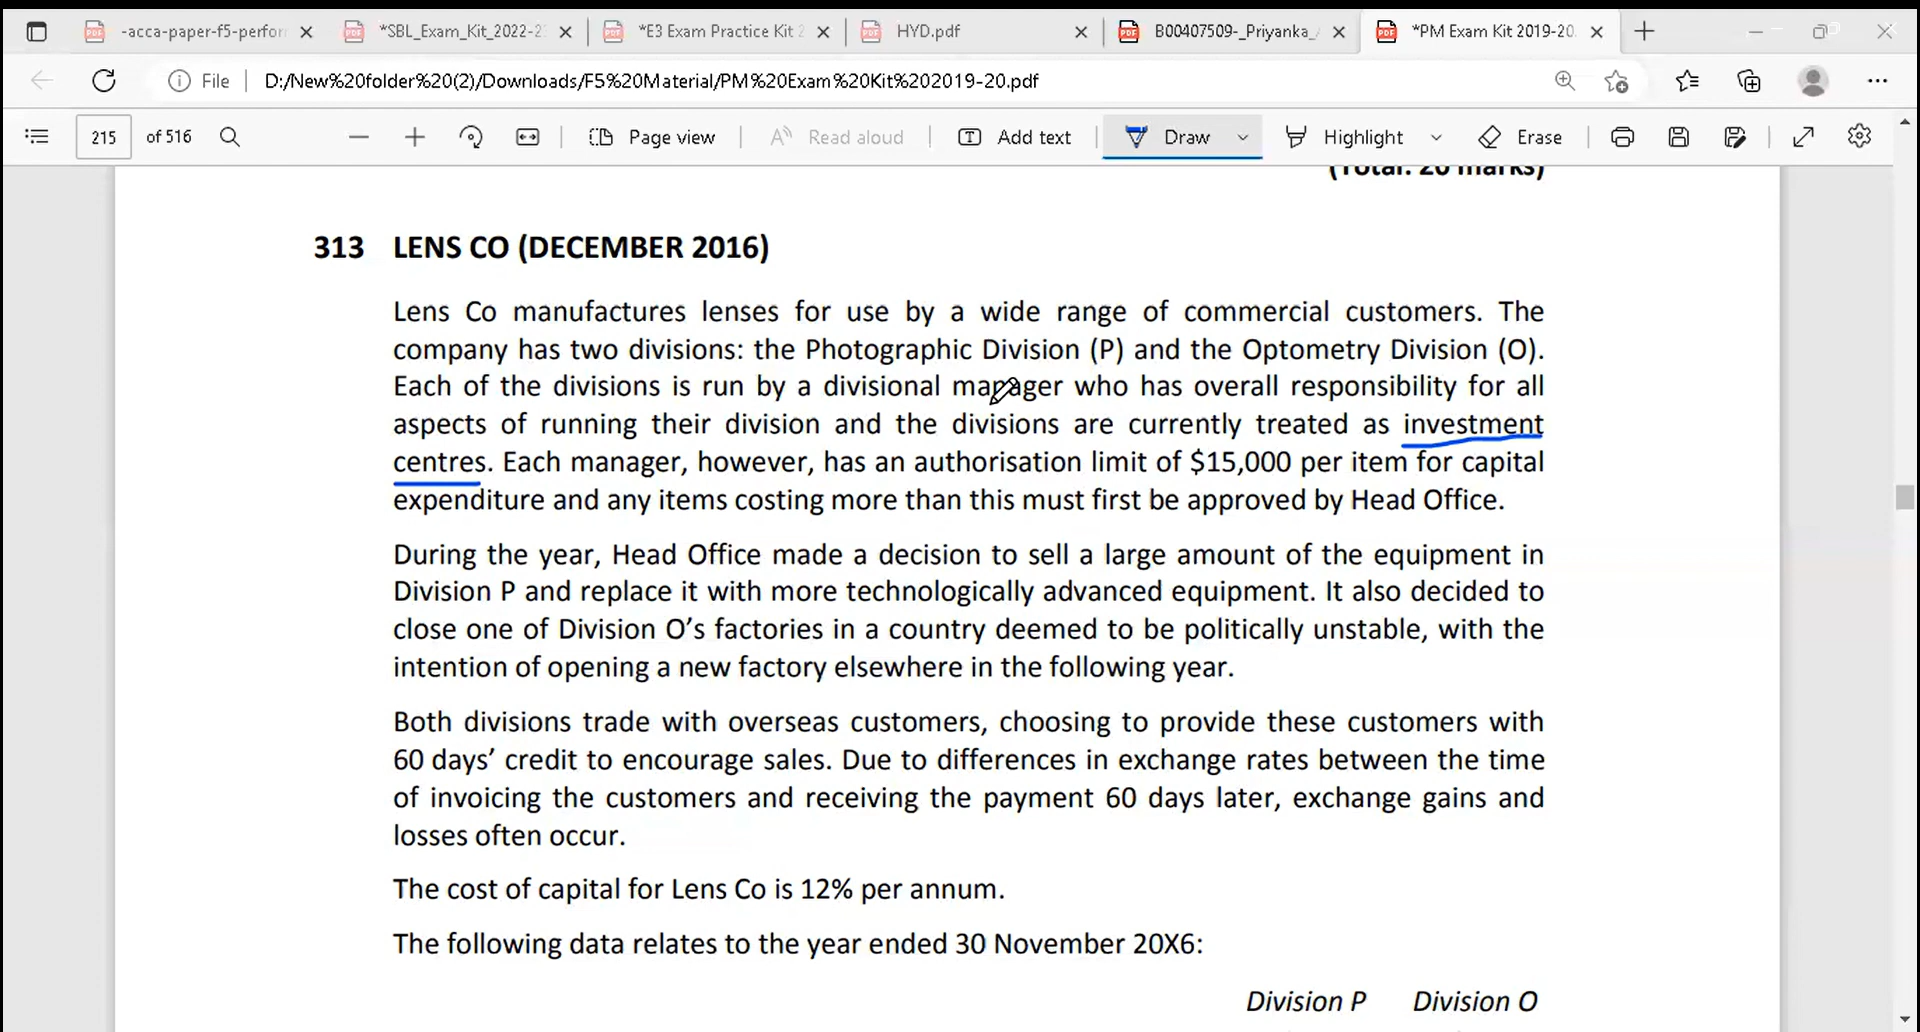 -acca-paper-f5-perfor
*SBL_Exam_Kit_2022-2
*E3 Exam Practice Kit 2
HYD.pdf
B00407509-_Priyanka_
*PM Exam Kit 2019-20.
File
D:/New%20folder%20(2)/Downloads/F5%20Material/PM%20Exam%20Kit%202019-20.pdf
215 of 516
Page view
Read aloud
Add text
Draw
Highlight
Erase
(Total: 20 marks)
313 LENS CO (DECEMBER 2016)
Lens Co manufactures lenses for use by a wide range of commercial customers. The
company has two divisions: the Photographic Division (P) and the Optometry Division (O).
Each of the divisions is run by a divisional manager who has overall responsibility for all
aspects of running their division and the divisions are currently treated as investment
centres. Each manager, however, has an authorisation limit of $15,000 per item for capital
expenditure and any items costing more than this must first be approved by Head Office.
During the year, Head Office made a decision to sell a large amount of the equipment in
Division P and replace it with more technologically advanced equipment. It also decided to
close one of Division O’s factories in a country deemed to be politically unstable, with the
intention of opening a new factory elsewhere in the following year.
Both divisions trade with overseas customers, choosing to provide these customers with
60 days’ credit to encourage sales. Due to differences in exchange rates between the time
of invoicing the customers and receiving the payment 60 days later, exchange gains and
losses often occur.
The cost of capital for Lens Co is 12% per annum.
The following data relates to the year ended 30 November 20X6:
Division P Division O